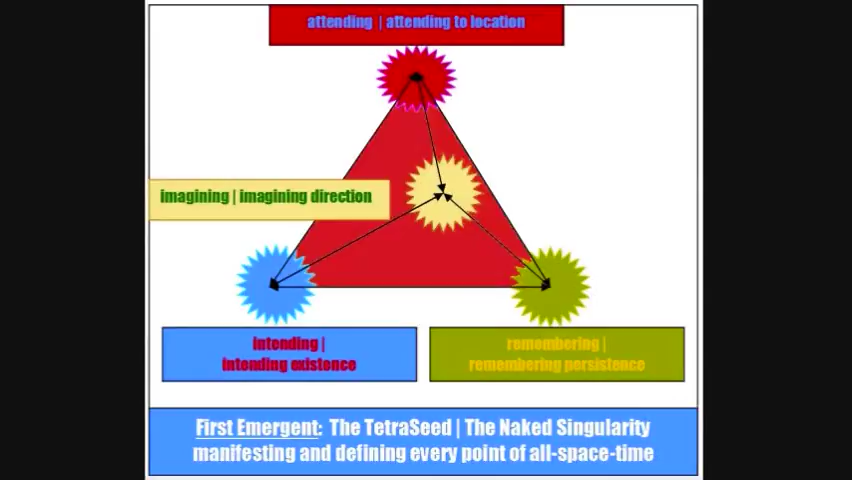 attending | attending to location
imagining | imagining direction
intending |
intending existence
remembering |
remembering persistence
First Emergent: The TetraSeed | The Naked Singularity
manifesting and defining every point of all-space-time